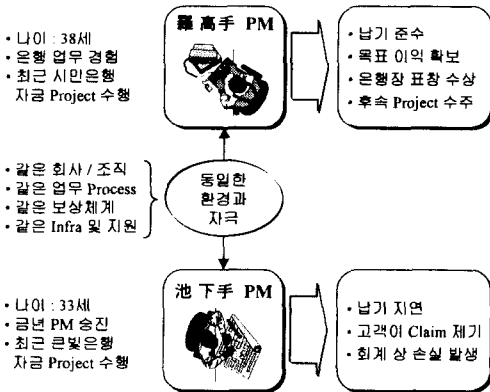 • 나이 : 38세
• 은행 업무 경험
• 최근 시민은행
자금 Project 수행
羅 高手 PM
• 납기 준수
• 목표 이익 확보
• 은행장 표창 수상
• 후속 Project 수주
• 같은 회사 / 조직
• 같은 업무 Process
• 같은 보상체계
• 같은 Infra 및 지원
동일한
환경과
자극
• 나이 : 33세
• 금년 PM 승진
• 최근 큰빛은행
자금 Project 수행
池 下手 PM
• 납기 지연
• 고객이 Claim 제기
• 회계 상 손실 발생